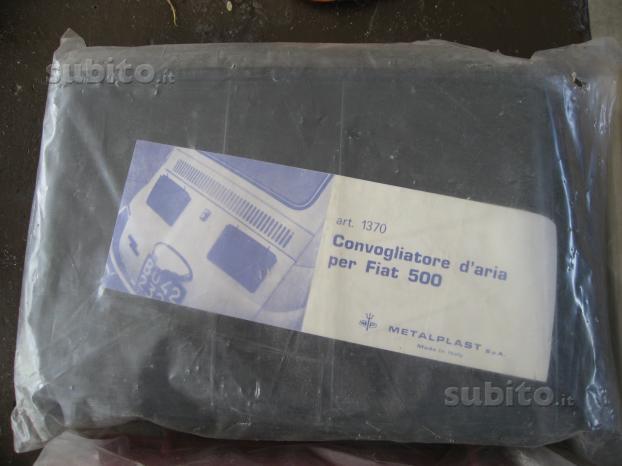 subito.it
art. 1370
Convogliatore d'aria
per Fiat 500
METALPLAST S.p.A.
Made in Italy
subito.it